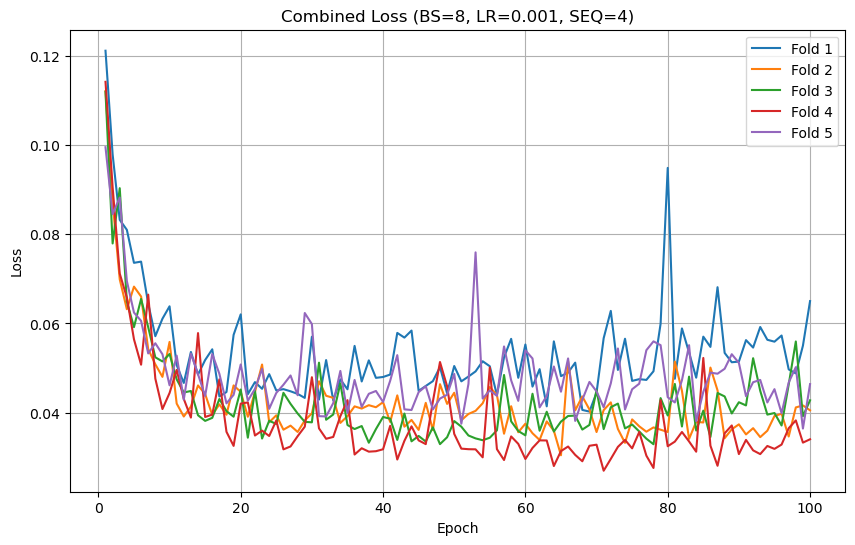 Combined Loss (BS=8, LR=0.001, SEQ=4)
Fold 1
Fold 2
Fold 3
Fold 4
Fold 5
Loss
0.12
0.10
0.08
0.06
0.04
0 20 40 60 80 100
Epoch